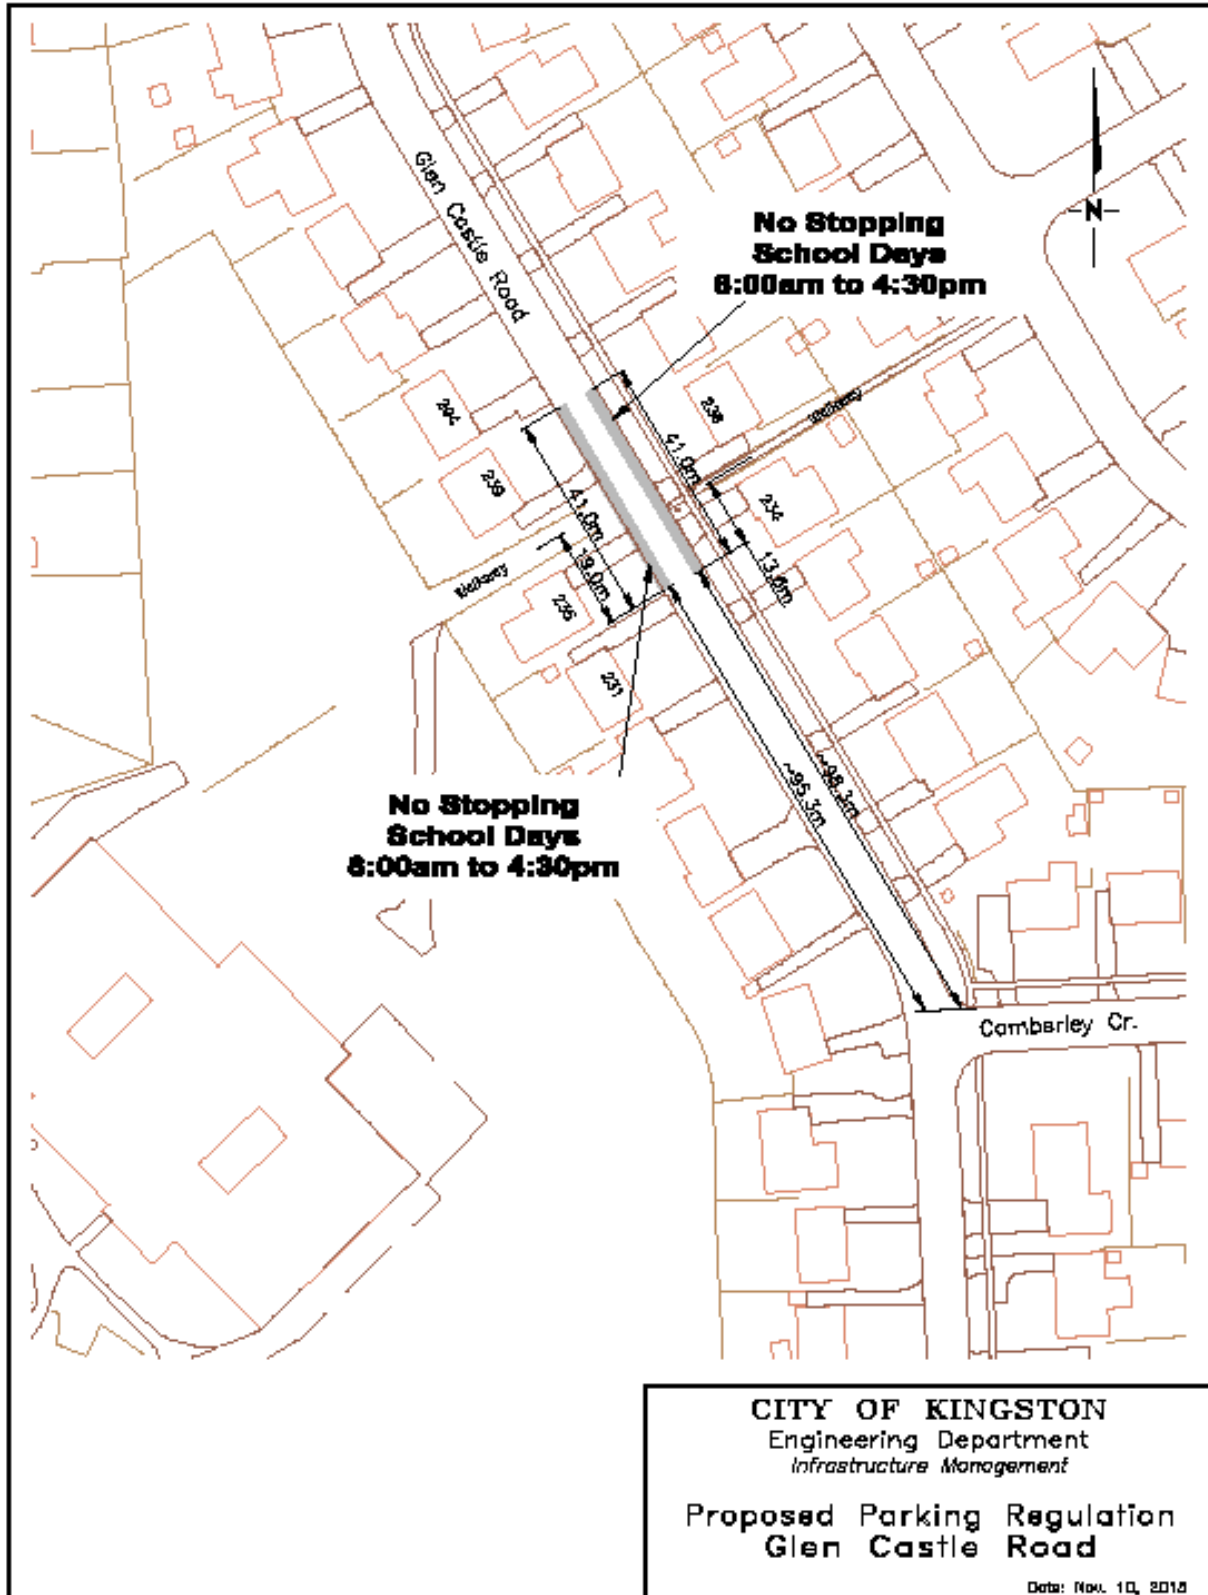 Glen Castle Road
No Stopping
School Days
8:00am to 4:30pm
238
Walkway
294
41.0m
239
234
41.0m
13.6m
19.0m
Walkway
235
231
~95.3m
~98.3m
No Stopping
School Days
8:00am to 4:30pm
N
Camberley Cr.
CITY OF KINGSTON
Engineering Department
Infrastructure Management
Proposed Parking Regulation
Glen Castle Road
Date: Nov. 10,